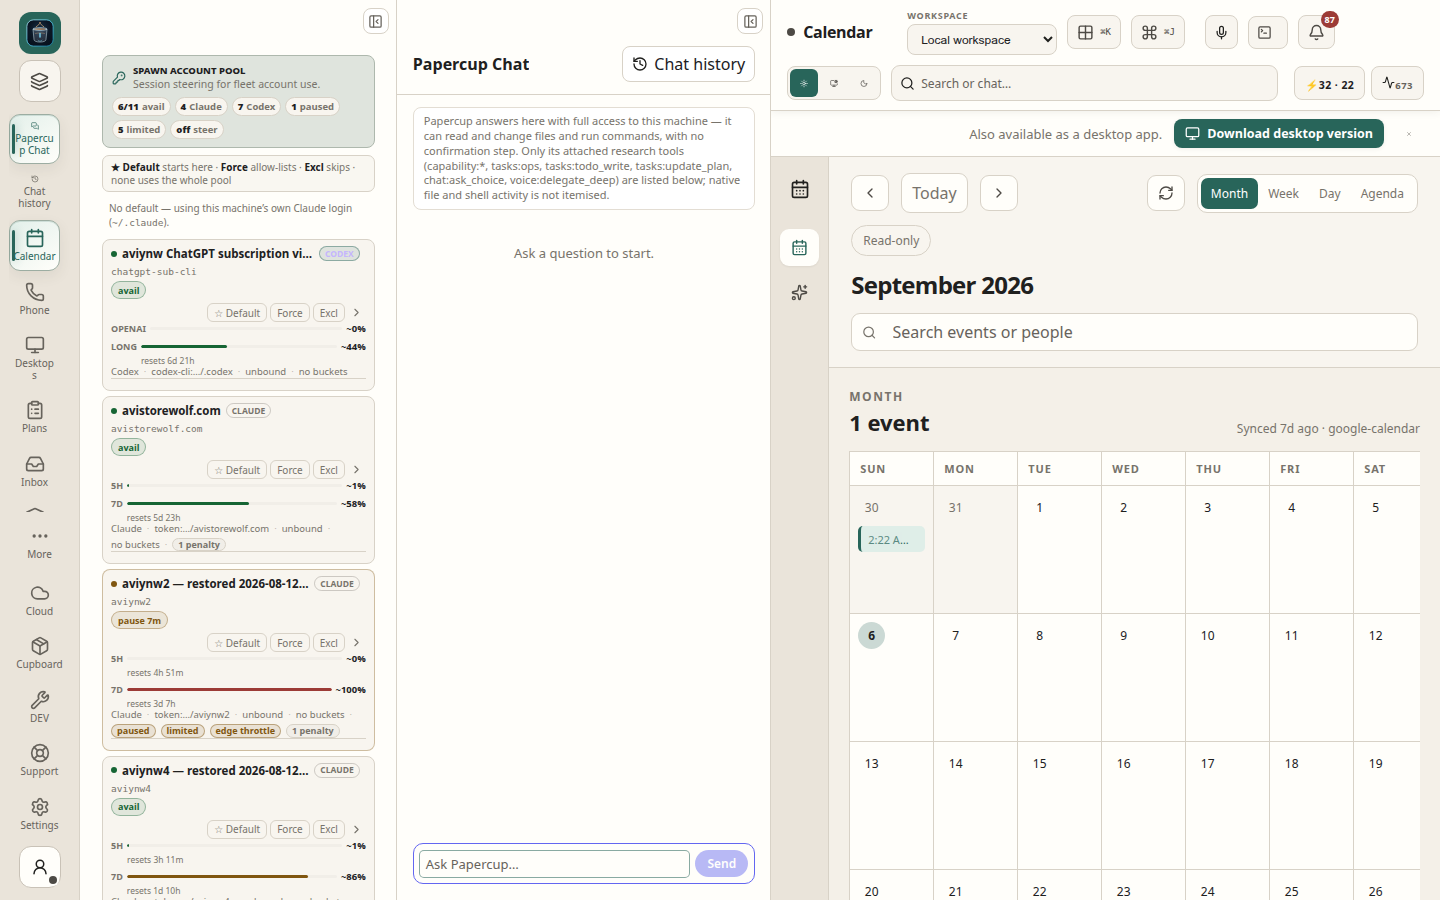 Papercu
p Chat
Chat
history
Calendar
Phone
Desktop
s
Plans
Inbox
More
Cloud
Cupboard
DEV
Support
Settings
SPAWN ACCOUNT POOL
Session steering for fleet account use.
6/11 avail
4 Claude
7 Codex
1 paused
5 limited
off steer
★ Default starts here · Force allow-lists · Excl skips ·
none uses the whole pool
No default — using this machine's own Claude login
(~/.claude).
aviynw ChatGPT subscription vi...
CODEX
chatgpt-sub-cli
avail
☆ Default
Force
Excl
OPENAI
~0%
LONG
~44%
resets 6d 21h
Codex · codex-cli:.../.codex · unbound · no buckets
avistorewolf.com
CLAUDE
avistorewolf.com
avail
☆ Default
Force
Excl
5H
~1%
7D
~58%
resets 5d 23h
Claude · token:.../avistorewolf.com · unbound ·
no buckets · 1 penalty
aviynw2 — restored 2026-08-12...
CLAUDE
aviynw2
pause 7m
☆ Default
Force
Excl
5H
~0%
resets 4h 51m
7D
~100%
resets 3d 7h
Claude · token:.../aviynw2 · unbound · no buckets ·
paused
limited
edge throttle
1 penalty
aviynw4 — restored 2026-08-12...
CLAUDE
aviynw4
avail
☆ Default
Force
Excl
5H
~1%
resets 3h 11m
7D
~86%
resets 1d 10h
Papercup Chat
Chat history
Papercup answers here with full access to this machine — it
can read and change files and run commands, with no
confirmation step. Only its attached research tools
(capability:*, tasks:ops, tasks:todo_write, tasks:update_plan,
chat:ask_choice, voice:delegate_deep) are listed below; native
file and shell activity is not itemised.
Ask a question to start.
Ask Papercup...
Send
Calendar
WORKSPACE
Local workspace
⌘K
⌘J
87
Search or chat...
⚡32 · 22
673
Also available as a desktop app.
Download desktop version
×
Today
Month
Week
Day
Agenda
Read-only
September 2026
Search events or people
MONTH
1 event
Synced 7d ago · google-calendar
SUN
MON
TUE
WED
THU
FRI
SAT
30
31
1
2
3
4
5
2:22 A...
6
7
8
9
10
11
12
13
14
15
16
17
18
19
20
21
22
23
24
25
26